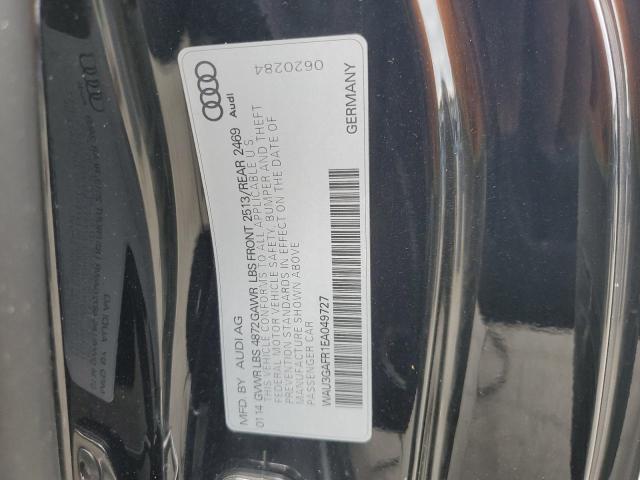 MFD. BY AUDI AG
01 14 GVWR LBS 4872 GAWR LBS FRONT 2513/REAR 2469
THIS VEHICLE CONFORMS TO ALL APPLICABLE U S
FEDERAL MOTOR VEHICLE SAFETY, BUMPER AND THEFT
PREVENTION STANDARDS IN EFFECT ON THE DATE OF
MANUFACTURE SHOWN ABOVE
PASSENGER CAR
WAU3GAFR1EA049727
0620284
Audi
GERMANY